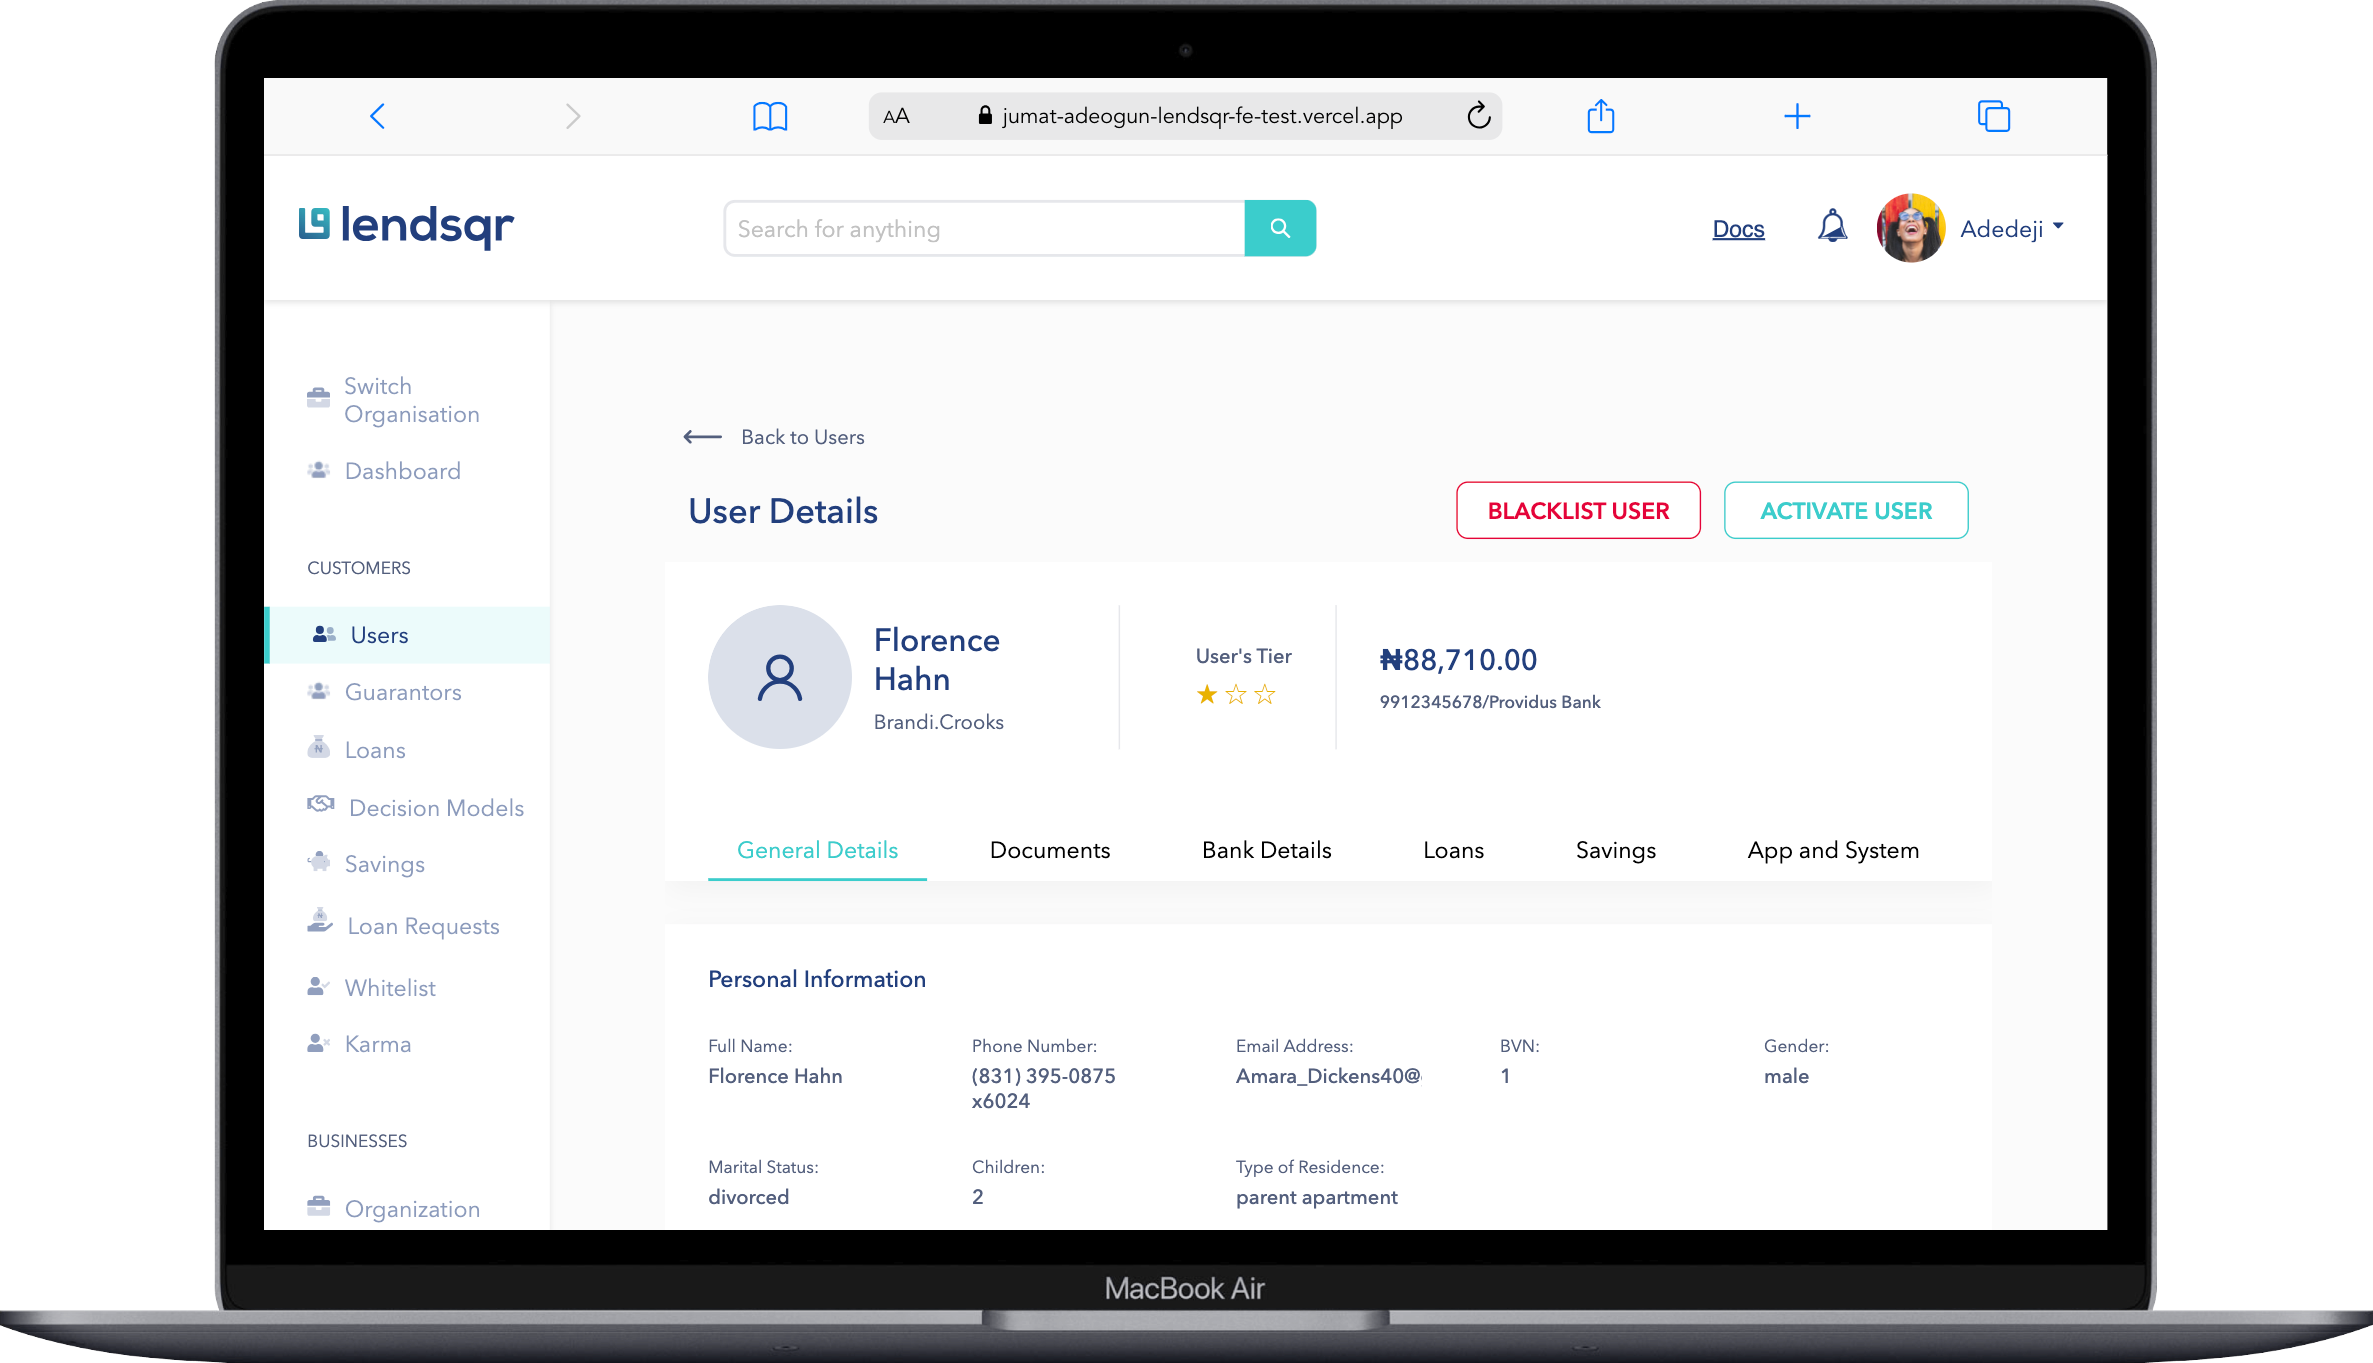 AA jumat-adeogun-lendsqr-fe-test.vercel.app
lendsqr
Search for anything
Docs
Adedeji
Switch
Organisation
Dashboard
CUSTOMERS
Users
Guarantors
Loans
Decision Models
Savings
Loan Requests
Whitelist
Karma
BUSINESSES
Organization
Back to Users
User Details
BLACKLIST USER
ACTIVATE USER
Florence
Hahn
Brandi.Crooks
User's Tier
★☆☆
₦88,710.00
9912345678/Providus Bank
General Details
Documents
Bank Details
Loans
Savings
App and System
Personal Information
Full Name:
Florence Hahn
Phone Number:
(831) 395-0875
x6024
Email Address:
Amara_Dickens40@
BVN:
1
Gender:
male
Marital Status:
divorced
Children:
2
Type of Residence:
parent apartment
MacBook Air